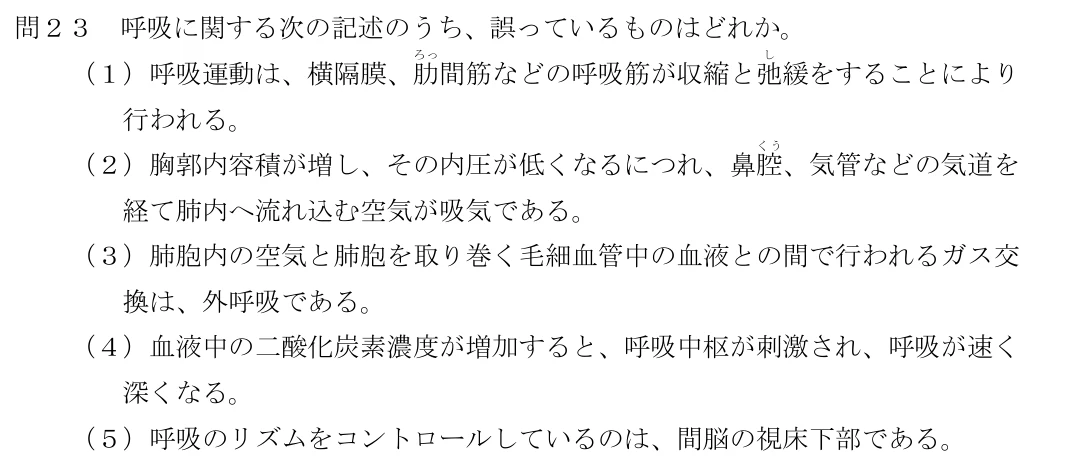 問２３　呼吸に関する次の記述のうち、誤っているものはどれか。
（１）呼吸運動は、横隔膜、肋間筋などの呼吸筋が収縮と弛緩をすることにより
行われる。
（２）胸郭内容積が増し、その内圧が低くなるにつれ、鼻腔、気管などの気道を
経て肺内へ流れ込む空気が吸気である。
（３）肺胞内の空気と肺胞を取り巻く毛細血管中の血液との間で行われるガス交
換は、外呼吸である。
（４）血液中の二酸化炭素濃度が増加すると、呼吸中枢が刺激され、呼吸が速く
深くなる。
（５）呼吸のリズムをコントロールしているのは、間脳の視床下部である。